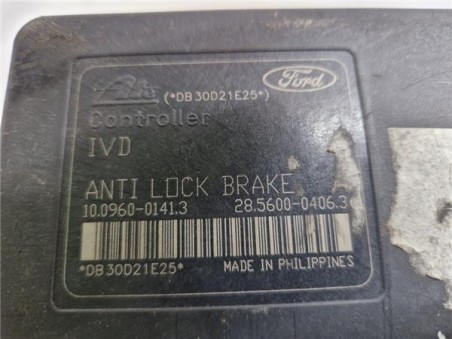 Ate (*DB30D21E25*) Ford
Controller
IVD
ANTI LOCK BRAKE
10.0960-0141.3 28.5600-0406.3
*DB30D21E25* MADE IN PHILIPPINES